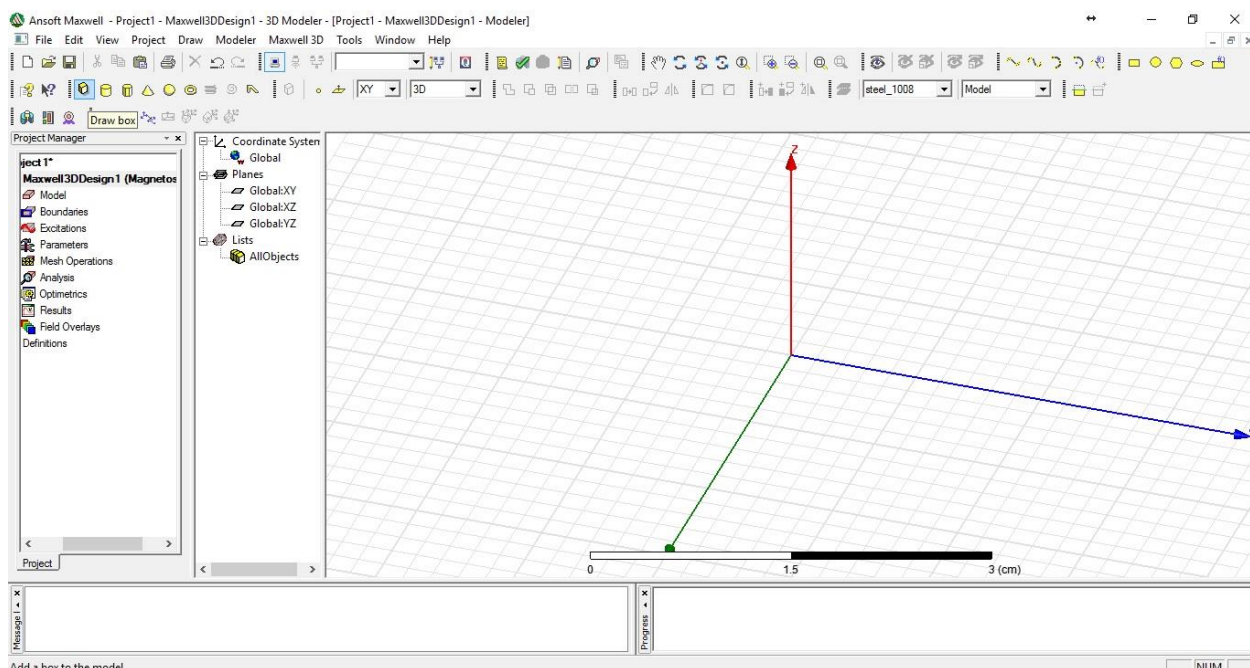 Ansoft Maxwell - Project1 - Maxwell3DDesign1 - 3D Modeler - [Project1 - Maxwell3DDesign1 - Modeler]
File Edit View Project Draw Modeler Maxwell 3D Tools Window Help
XY 3D steel_1008 Model
Draw box
Project Manager
ject1*
Maxwell3DDesign1 (Magnetos
Model
Boundaries
Excitations
Parameters
Mesh Operations
Analysis
Optimetrics
Results
Field Overlays
Definitions
Project
Coordinate System
Global
Planes
Global:XY
Global:XZ
Global:YZ
Lists
AllObjects
Z
0 1.5 3 (cm)
Message
Progress
Add a box to the model
NUM